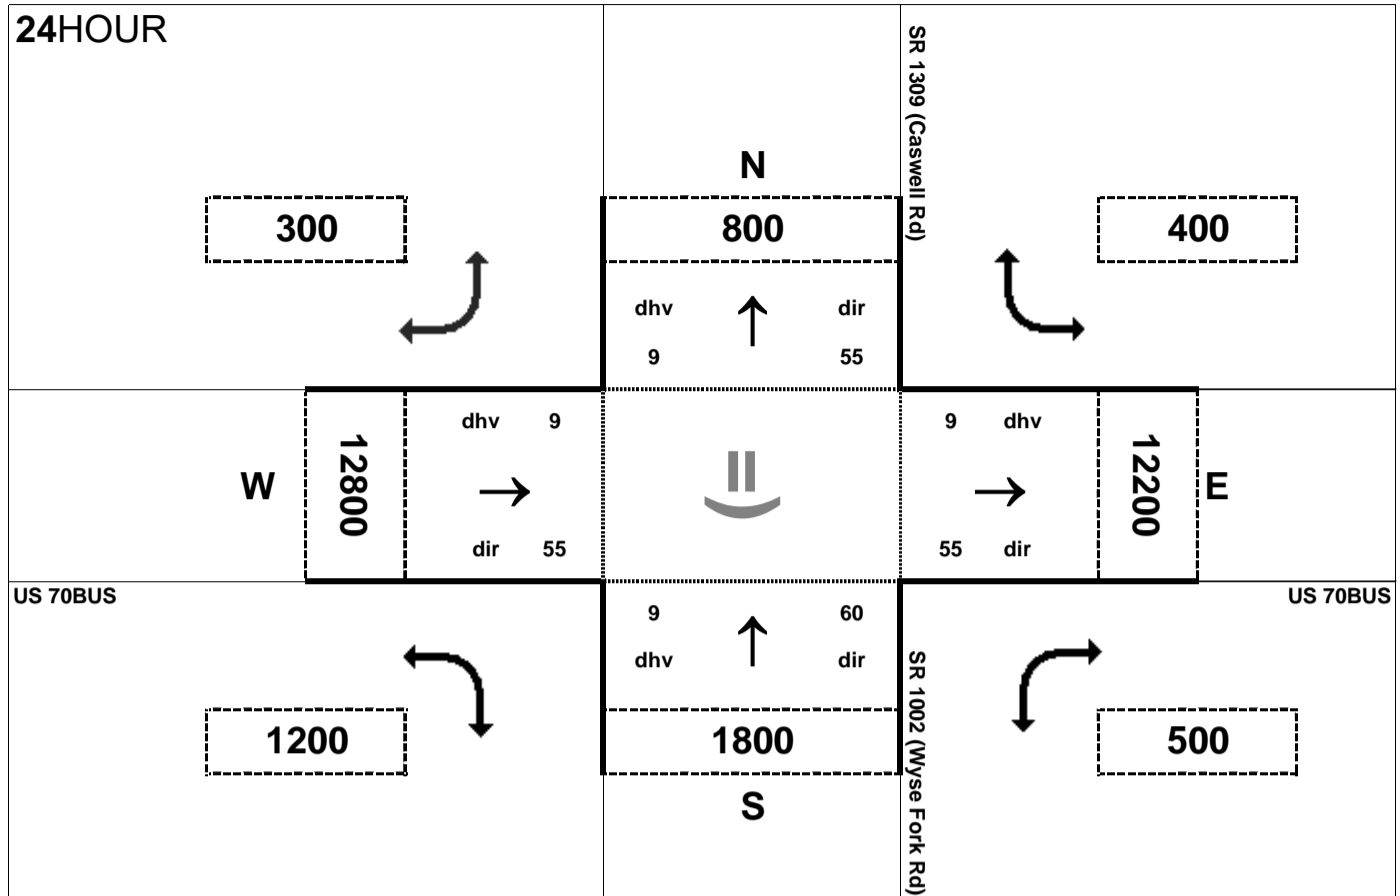 24HOUR
SR 1309 (Caswell Rd)
N
300
800
400
dhv
dir
9
55
dhv 9
9 dhv
W
12800
12200
E
dir 55
55 dir
US 70BUS
US 70BUS
9
60
dhv
dir
SR 1002 (Wyse Fork Rd)
1200
1800
500
S